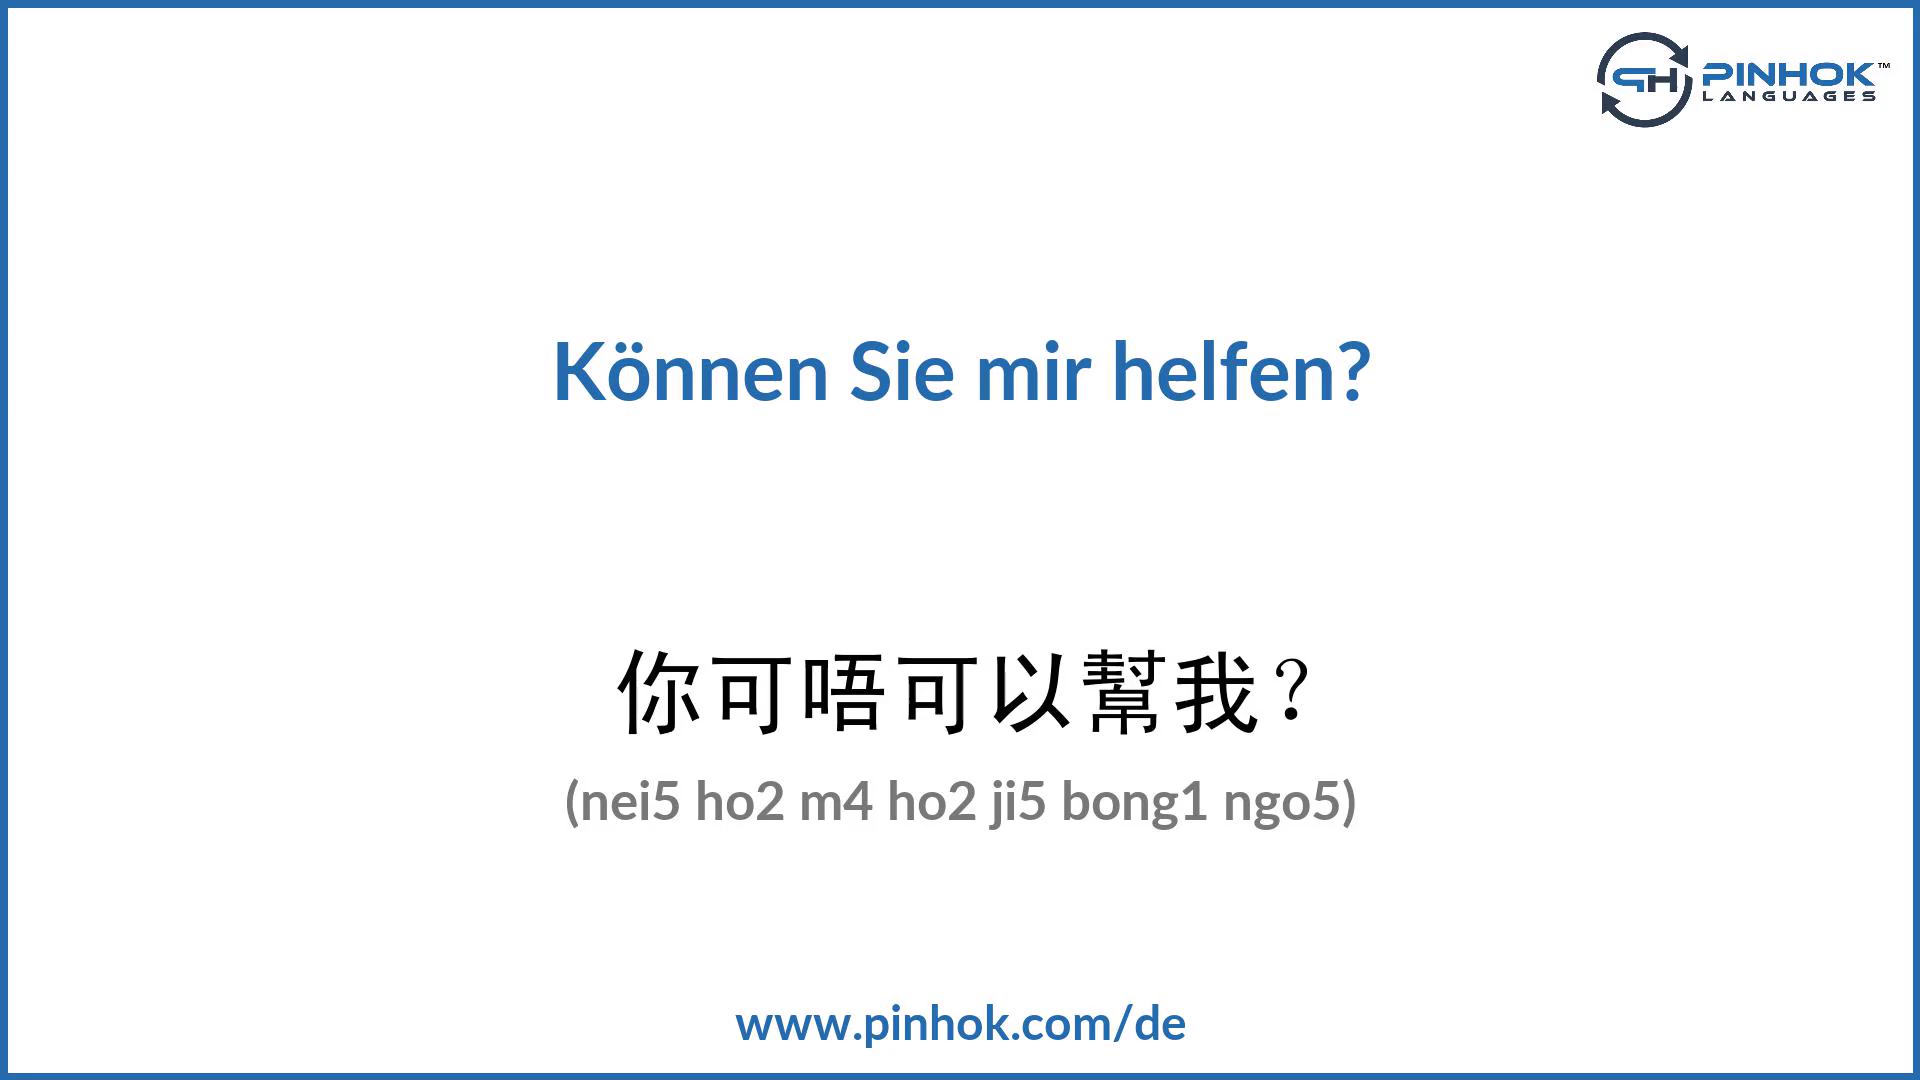 PH PINHOK™
LANGUAGES
Können Sie mir helfen?
你可唔可以幫我？
(nei5 ho2 m4 ho2 ji5 bong1 ngo5)
www.pinhok.com/de